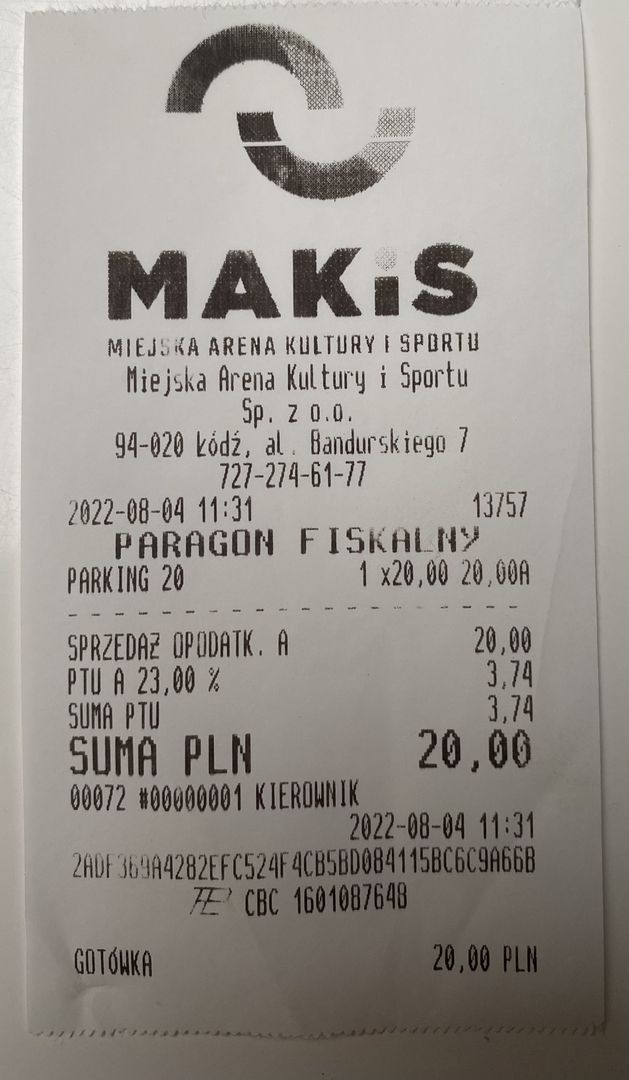 MAKiS
MIEJSKA ARENA KULTURY I SPORTU
Miejska Arena Kultury i Sportu
Sp. z o.o.
94-020 Łódź, al. Bandurskiego 7
727-274-61-77
2022-08-04 11:31 13757
PARAGON FISKALNY
PARKING 20 1 x20,00 20,00A
SPRZEDAŻ OPODATK. A 20,00
PTU A 23,00 % 3,74
SUMA PTU 3,74
SUMA PLN 20,00
00072 #00000001 KIEROWNIK
2022-08-04 11:31
2ADF369A4282EFC524F4CB5BD084115BC6C9A66B
CBC 1601087648
GOTÓWKA 20,00 PLN